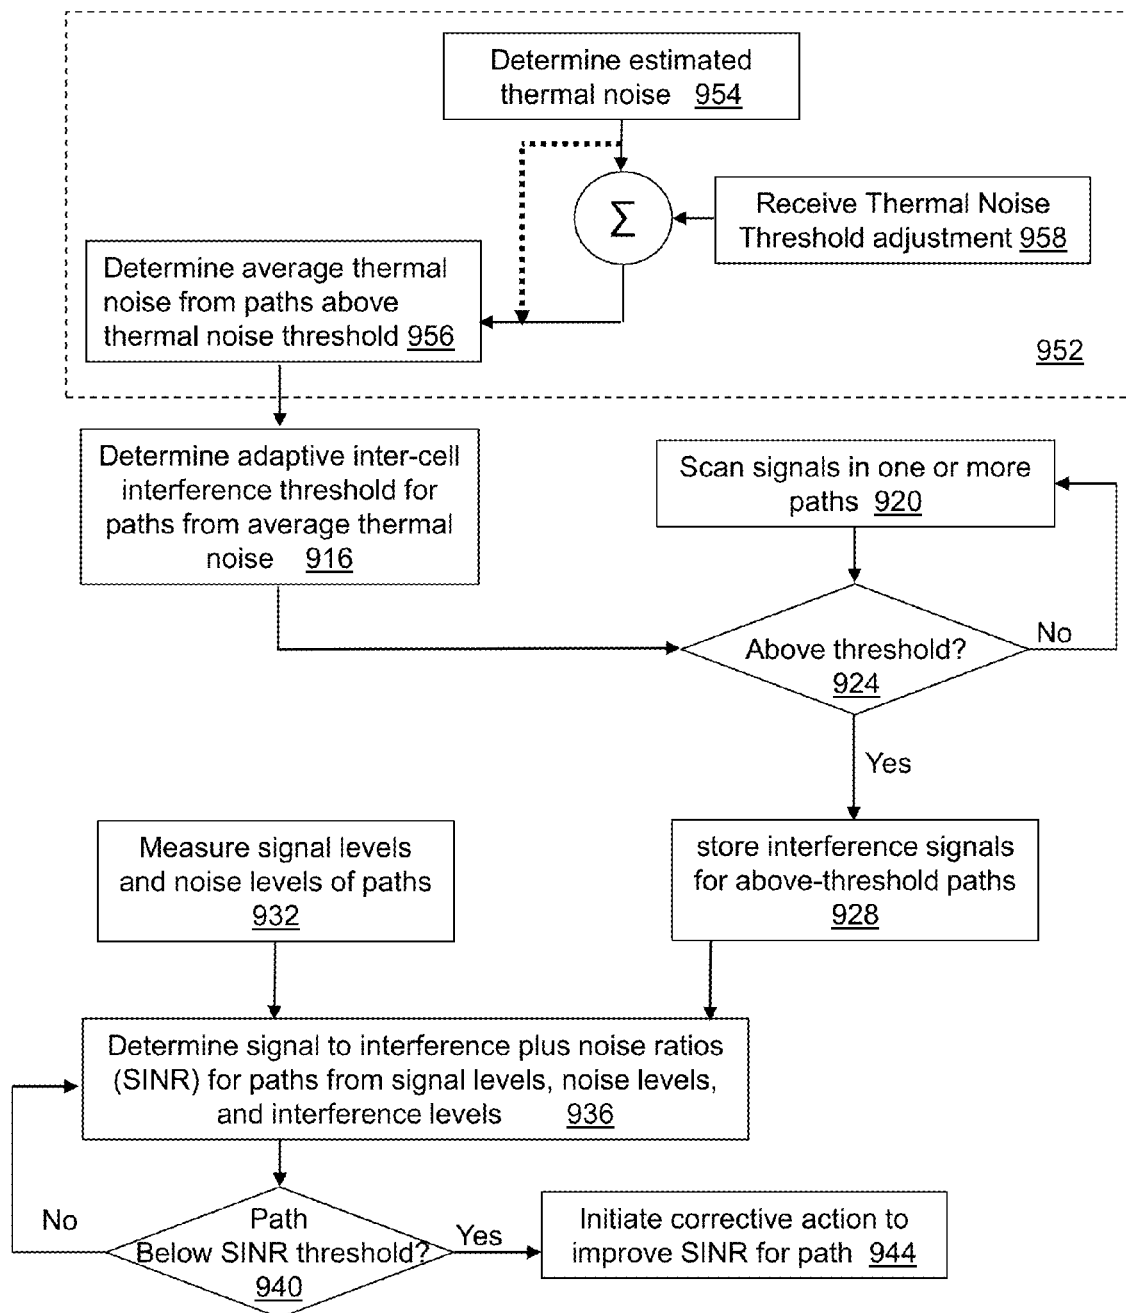 Determine estimated
thermal noise 954
Σ
Receive Thermal Noise
Threshold adjustment 958
Determine average thermal
noise from paths above
thermal noise threshold 956
952
Determine adaptive inter-cell
interference threshold for
paths from average thermal
noise 916
Scan signals in one or more
paths 920
Above threshold?
924
No
Yes
Measure signal levels
and noise levels of paths
932
store interference signals
for above-threshold paths
928
Determine signal to interference plus noise ratios
(SINR) for paths from signal levels, noise levels,
and interference levels 936
No
Path
Below SINR threshold?
940
Yes
Initiate corrective action to
improve SINR for path 944